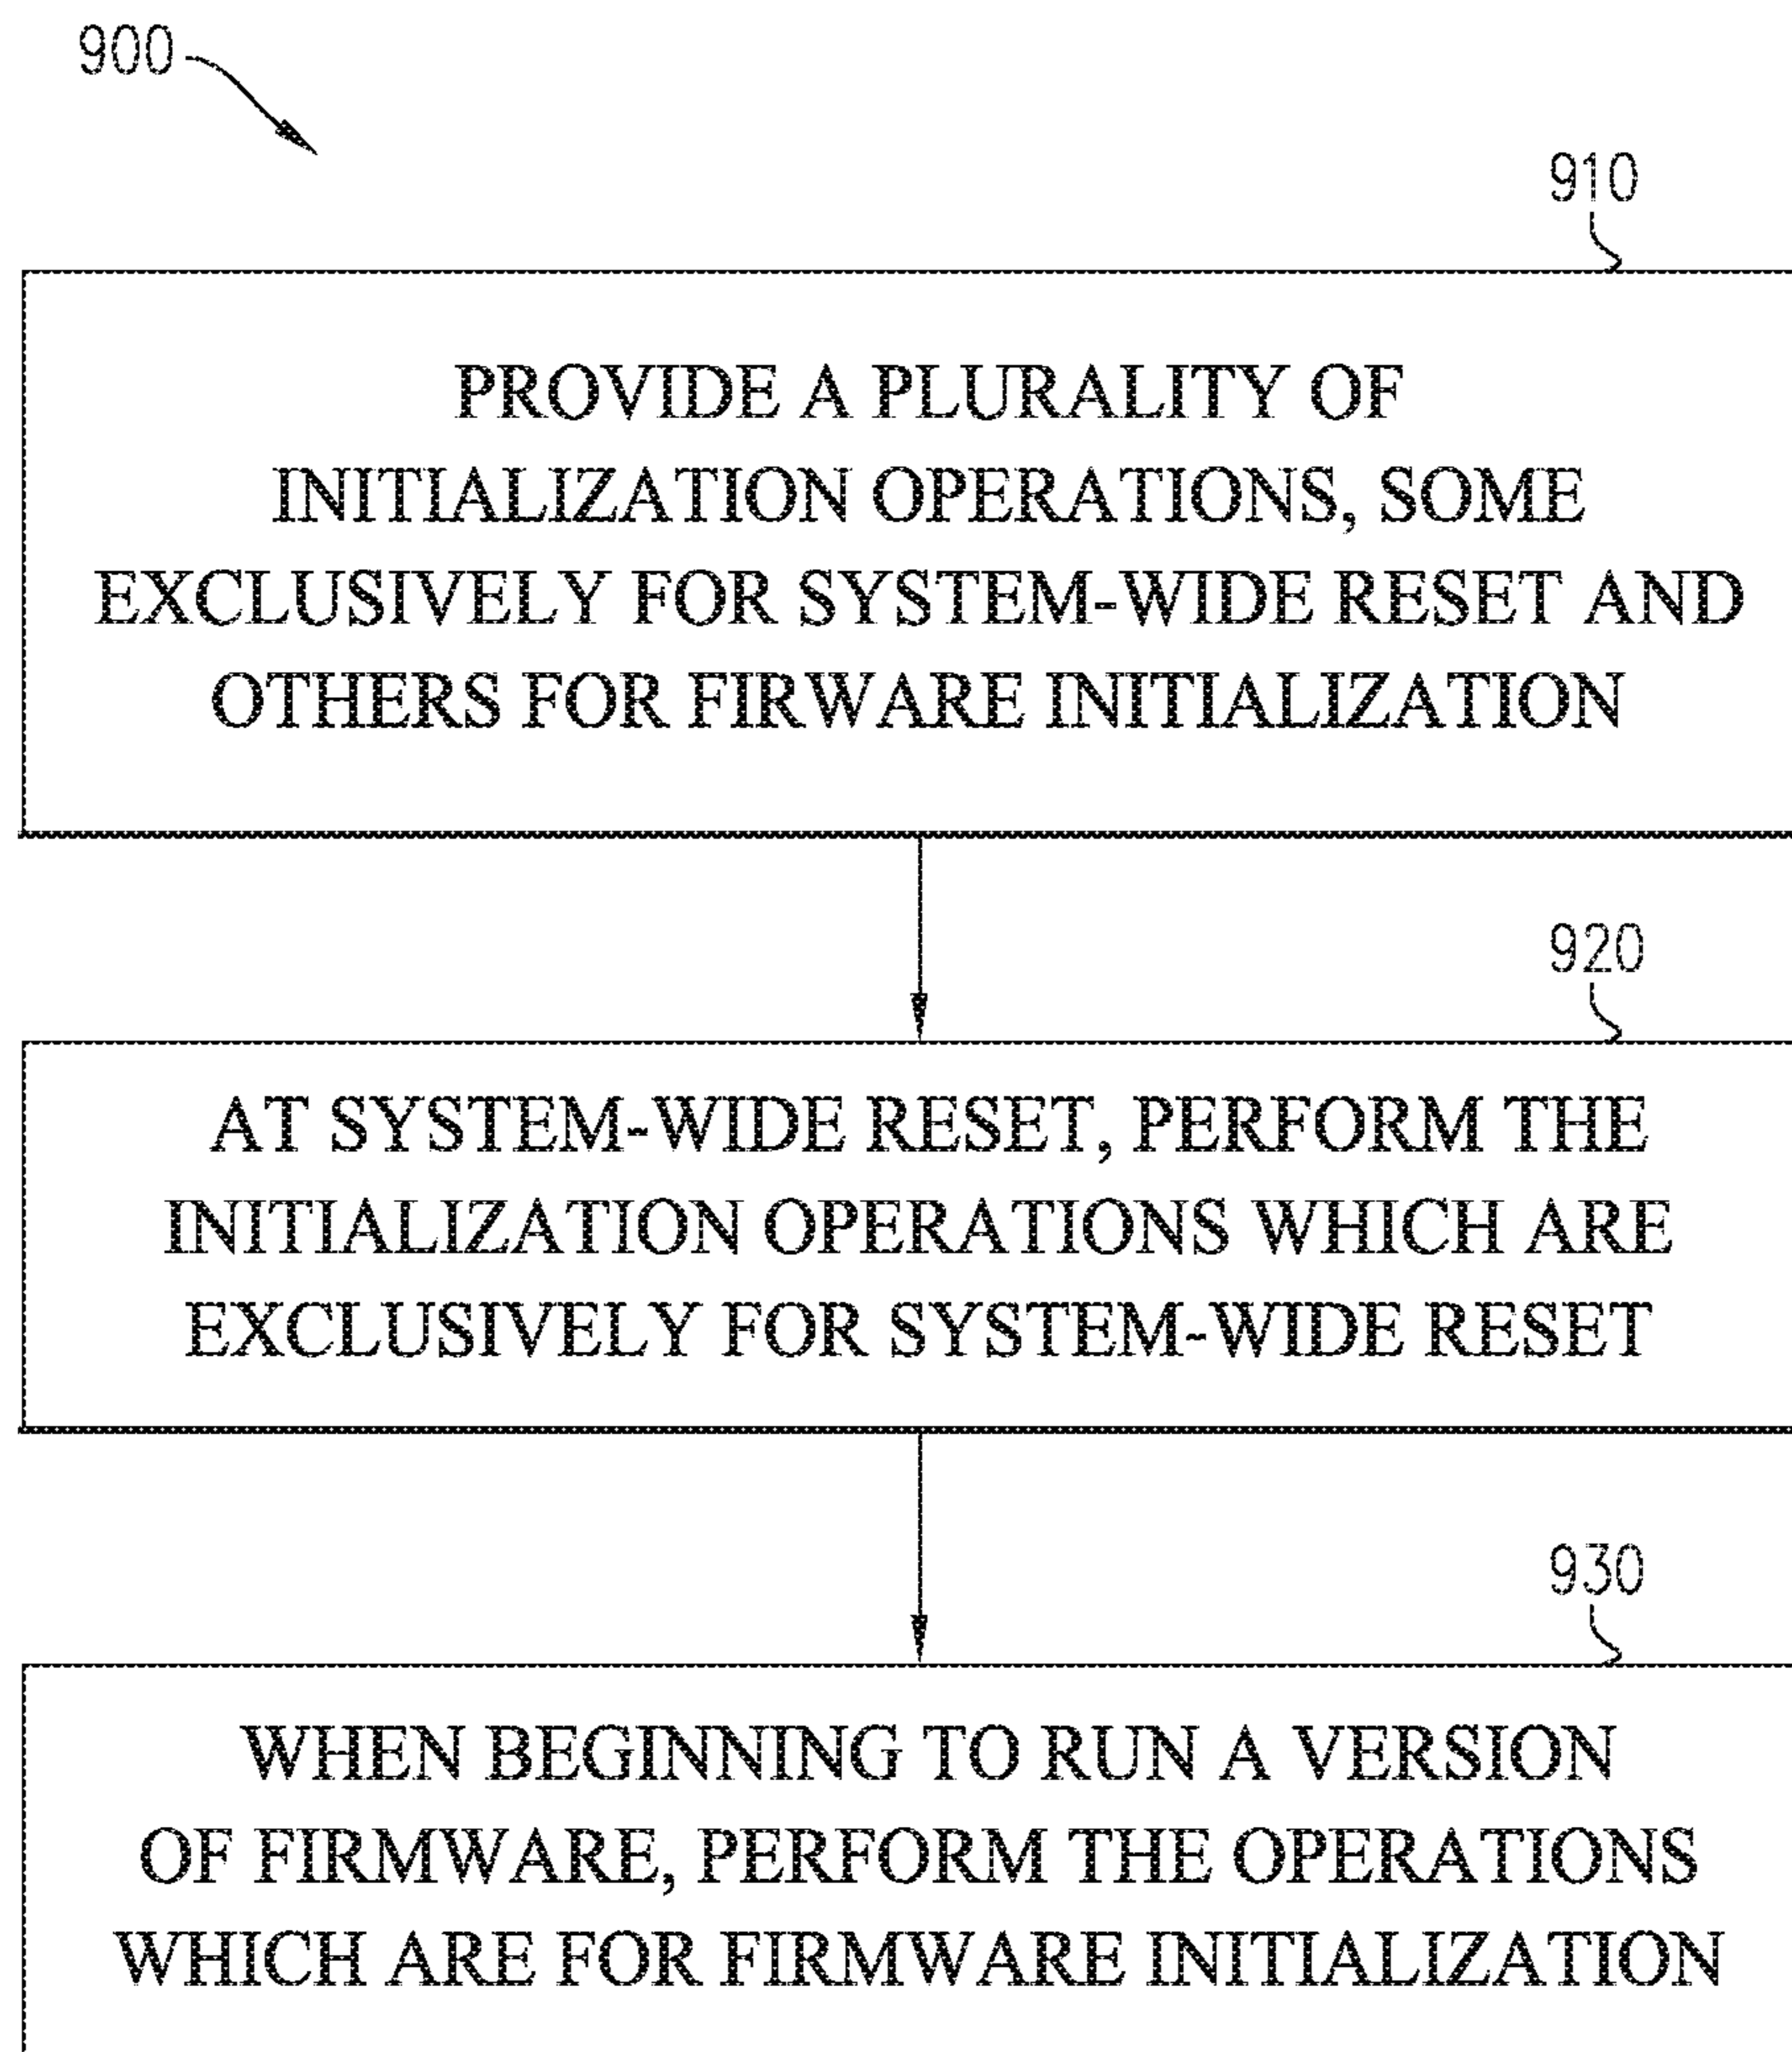 900
910
PROVIDE A PLURALITY OF
INITIALIZATION OPERATIONS, SOME
EXCLUSIVELY FOR SYSTEM-WIDE RESET AND
OTHERS FOR FIRWARE INITIALIZATION
920
AT SYSTEM-WIDE RESET, PERFORM THE
INITIALIZATION OPERATIONS WHICH ARE
EXCLUSIVELY FOR SYSTEM-WIDE RESET
930
WHEN BEGINNING TO RUN A VERSION
OF FIRMWARE, PERFORM THE OPERATIONS
WHICH ARE FOR FIRMWARE INITIALIZATION